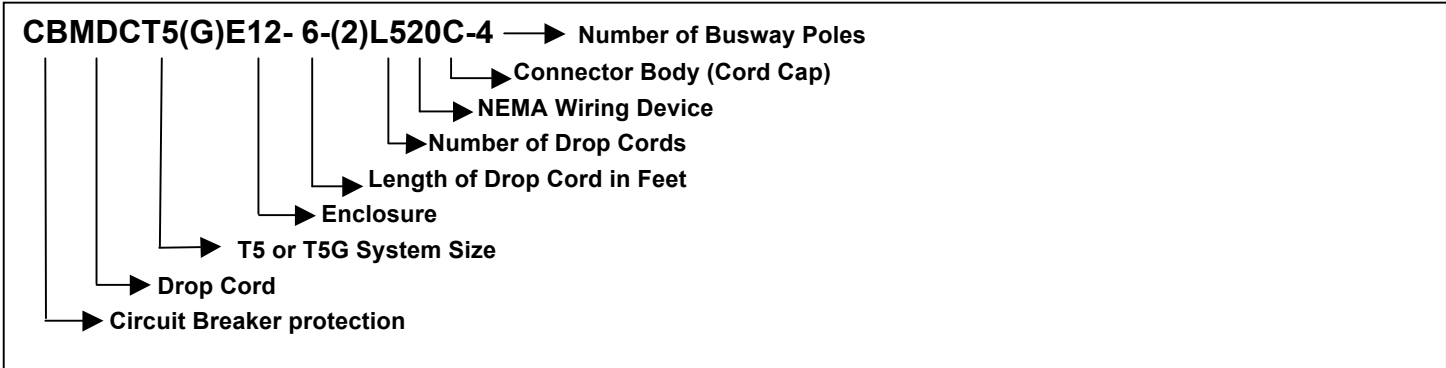 CBMDCT5(G)E12- 6-(2)L520C-4
Number of Busway Poles
Connector Body (Cord Cap)
NEMA Wiring Device
Number of Drop Cords
Length of Drop Cord in Feet
Enclosure
T5 or T5G System Size
Drop Cord
Circuit Breaker protection